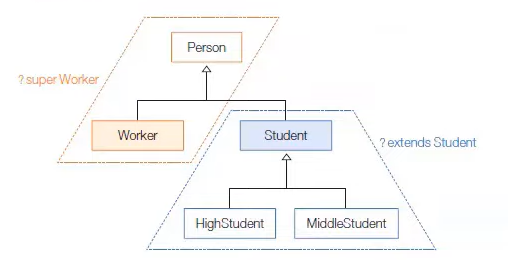 Person
? super Worker
Worker
Student
? extends Student
HighStudent
MiddleStudent